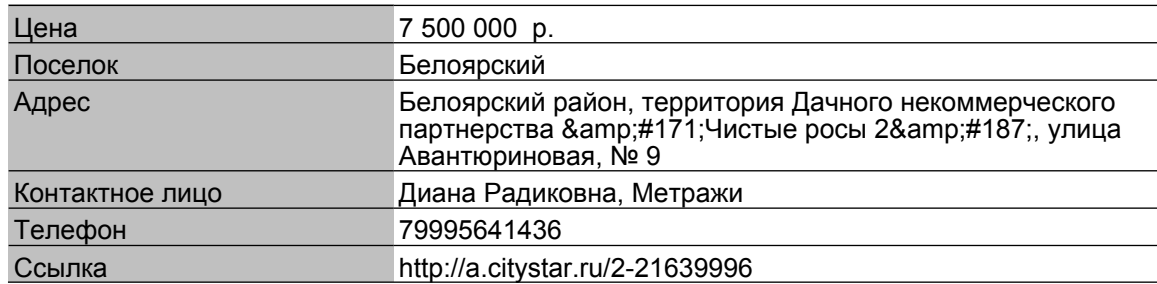 Цена 7 500 000 р.
Поселок Белоярский
Адрес Белоярский район, территория Дачного некоммерческого
партнерства &amp;#171;Чистые росы 2&amp;#187;, улица
Авантюриновая, № 9
Контактное лицо Диана Радиковна, Метражи
Телефон 79995641436
Ссылка http://a.citystar.ru/2-21639996